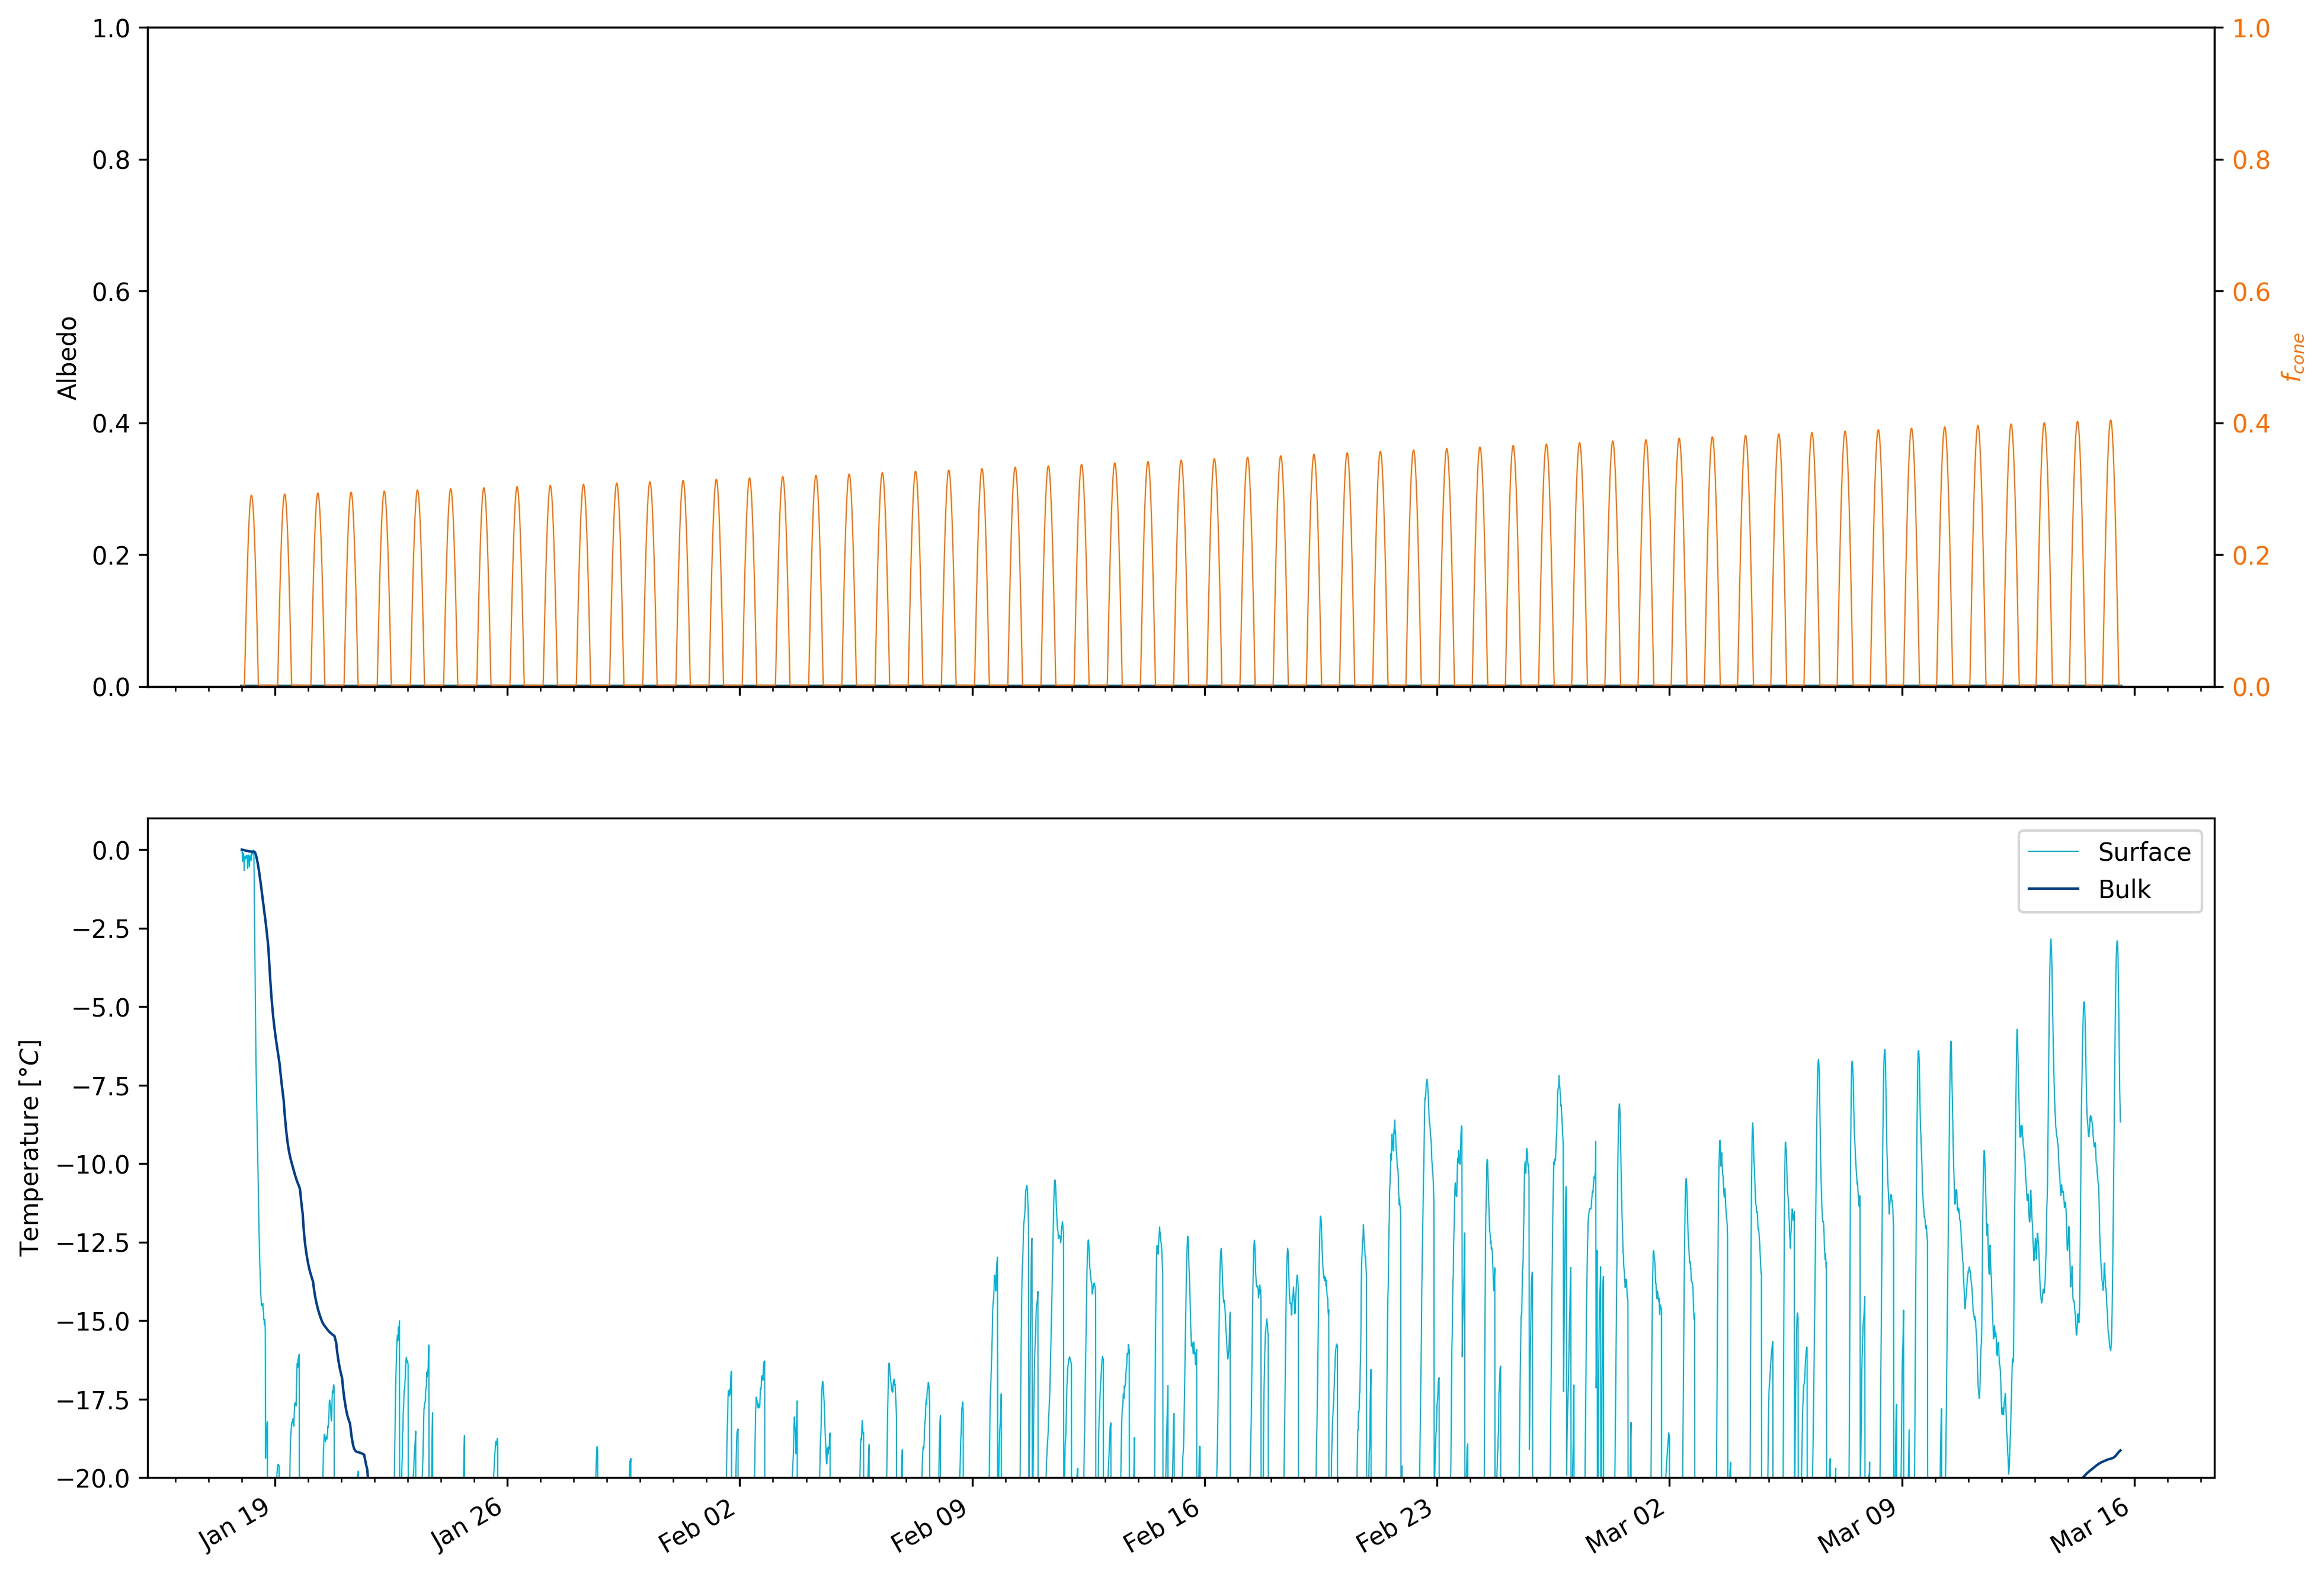 1.0
0.8
0.6
0.4
0.2
0.0
Albedo
1.0
0.8
0.6
0.4
0.2
0.0
f_cone
0.0
−2.5
−5.0
−7.5
−10.0
−12.5
−15.0
−17.5
−20.0
Temperature [°C]
Surface
Bulk
Jan 19
Jan 26
Feb 02
Feb 09
Feb 16
Feb 23
Mar 02
Mar 09
Mar 16